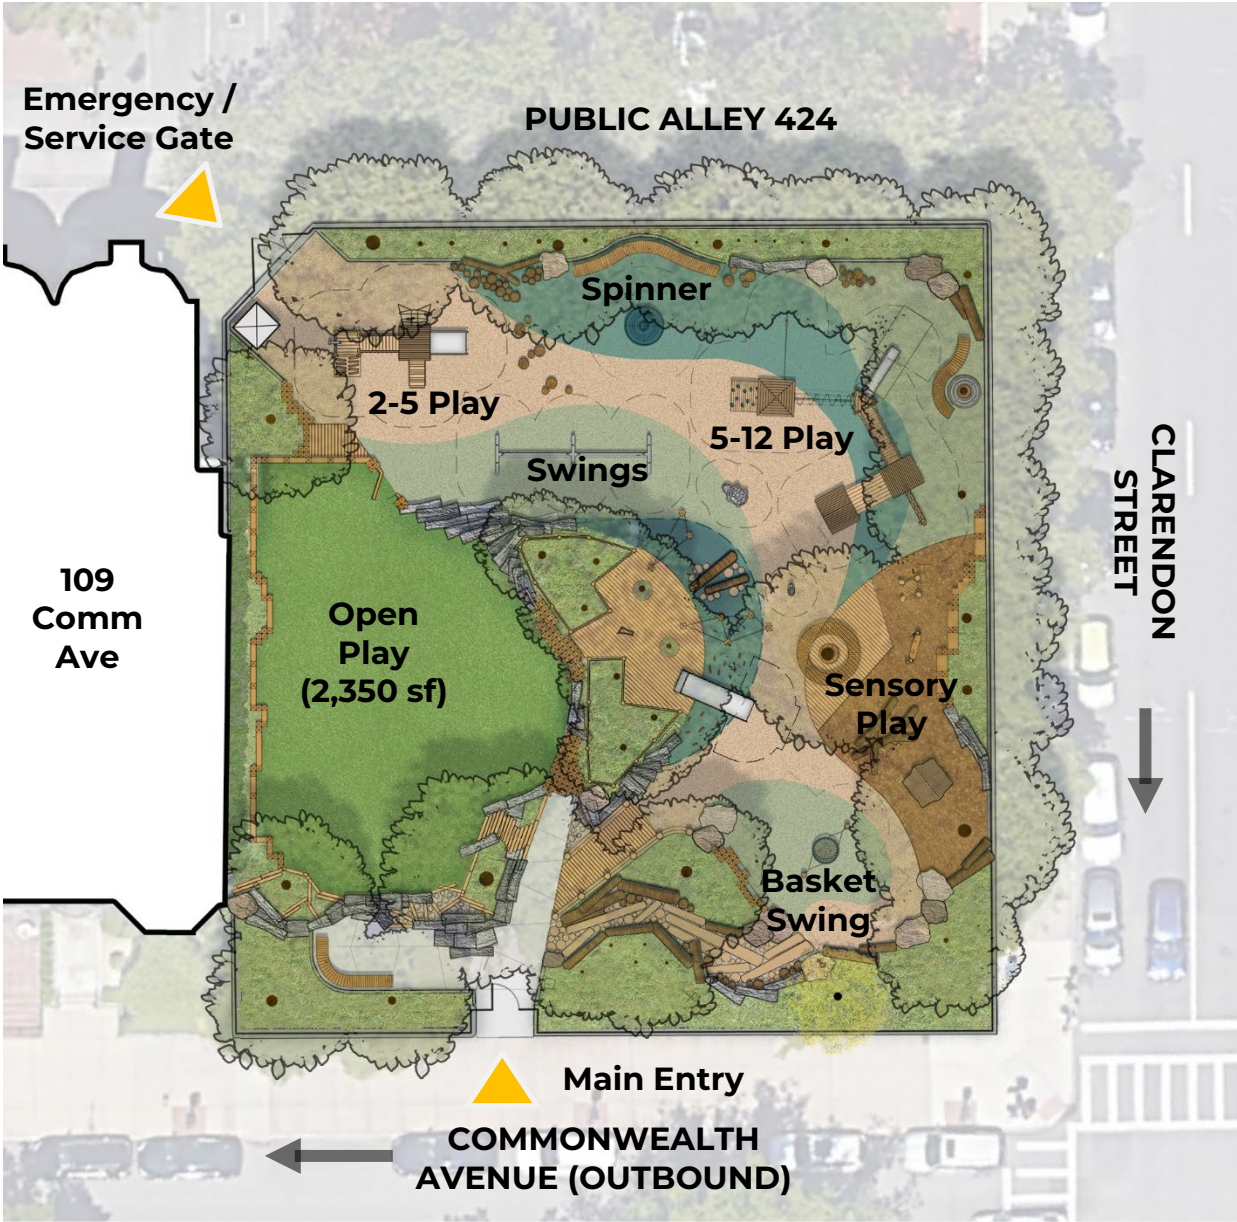 Emergency /
Service Gate
PUBLIC ALLEY 424
Spinner
2-5 Play
5-12 Play
Swings
CLARENDON
STREET
109
Comm
Ave
Open
Play
(2,350 sf)
Sensory
Play
Basket
Swing
Main Entry
COMMONWEALTH
AVENUE (OUTBOUND)